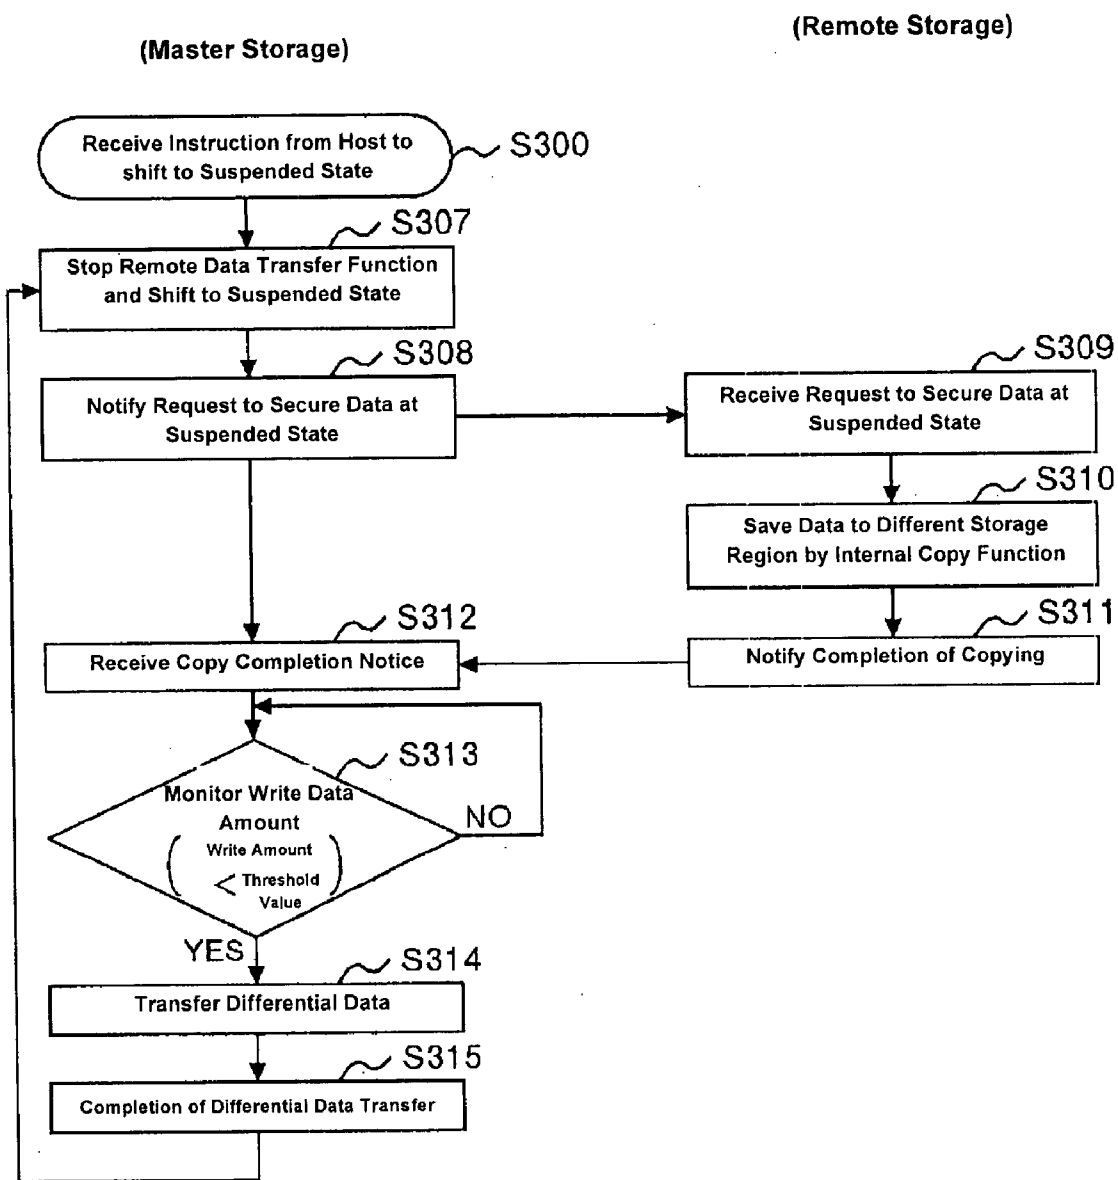 (Master Storage)
(Remote Storage)
Receive Instruction from Host to
shift to Suspended State
S300
S307
Stop Remote Data Transfer Function
and Shift to Suspended State
S308
Notify Request to Secure Data at
Suspended State
S309
Receive Request to Secure Data at
Suspended State
S310
Save Data to Different Storage
Region by Internal Copy Function
S311
Notify Completion of Copying
S312
Receive Copy Completion Notice
S313
Monitor Write Data
Amount
Write Amount
< Threshold
Value
NO
YES
S314
Transfer Differential Data
S315
Completion of Differential Data Transfer